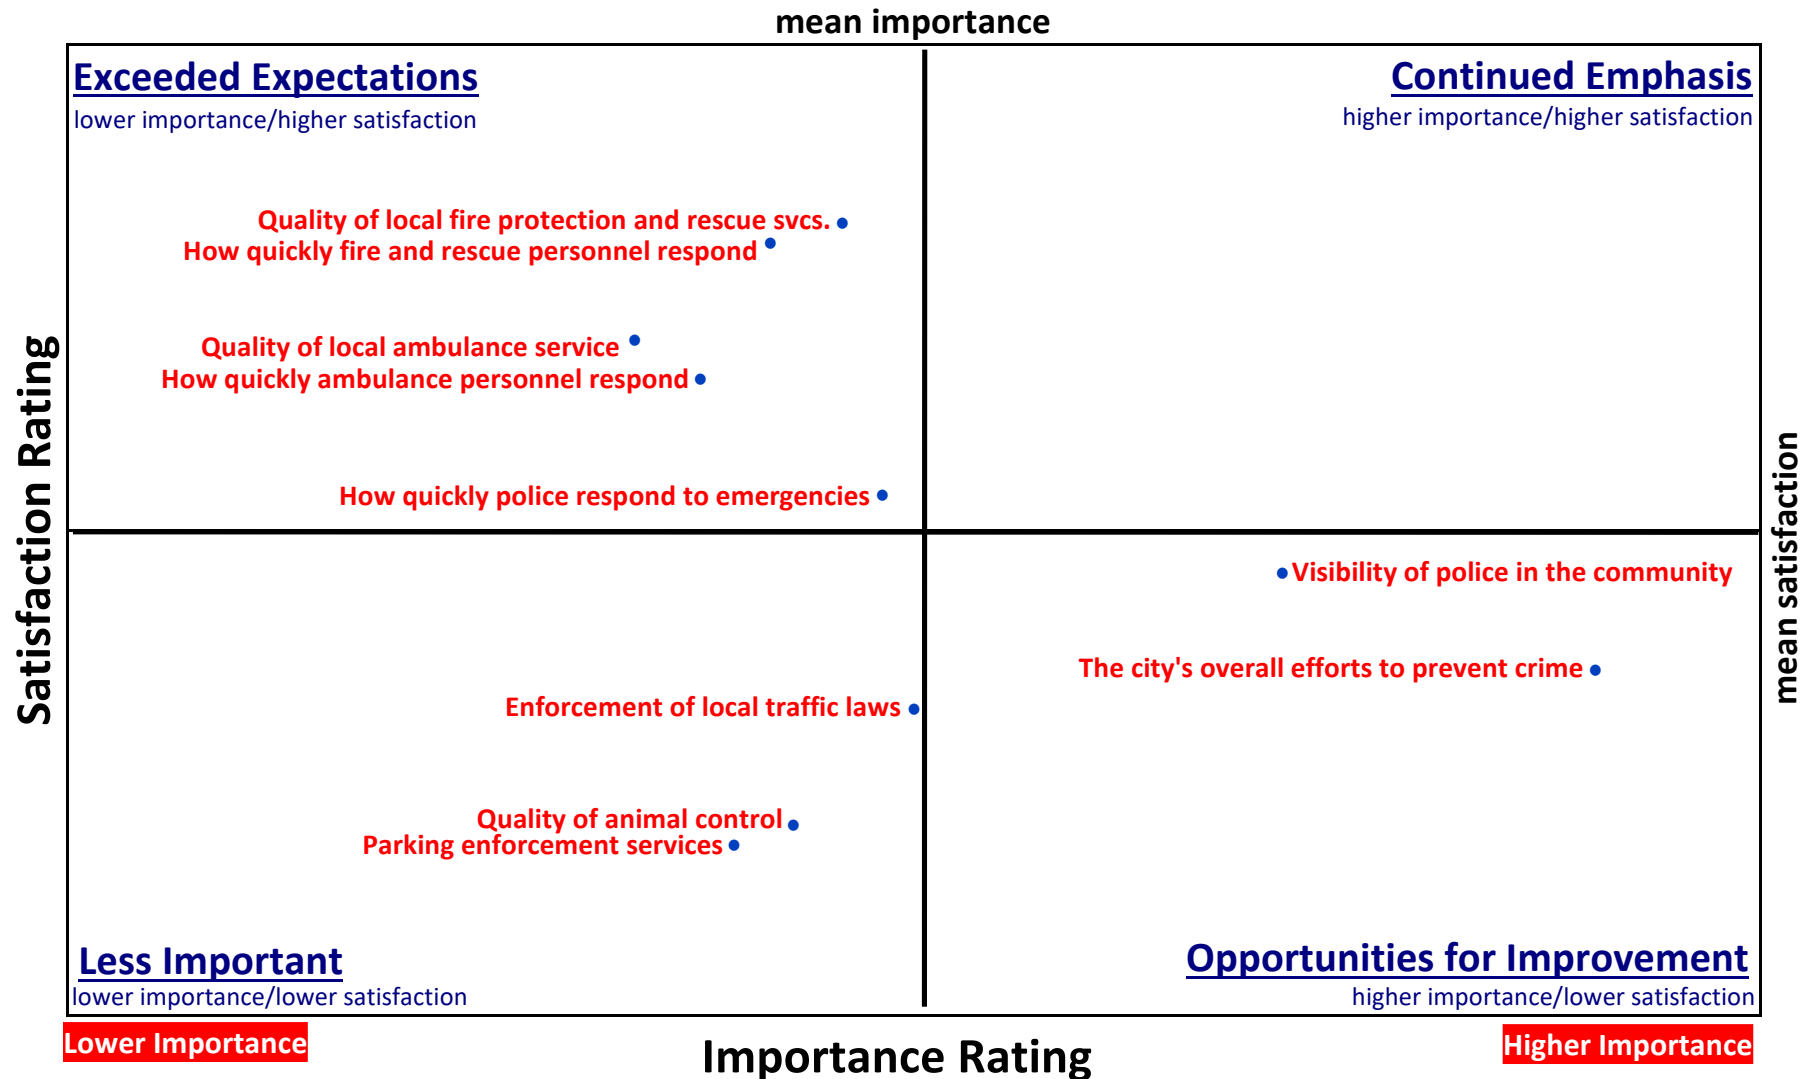 mean importance
Exceeded Expectations
lower importance/higher satisfaction
Continued Emphasis
higher importance/higher satisfaction
Quality of local fire protection and rescue svcs.
How quickly fire and rescue personnel respond
Quality of local ambulance service
How quickly ambulance personnel respond
How quickly police respond to emergencies
Satisfaction Rating
mean satisfaction
Visibility of police in the community
The city's overall efforts to prevent crime
Enforcement of local traffic laws
Quality of animal control
Parking enforcement services
Less Important
lower importance/lower satisfaction
Opportunities for Improvement
higher importance/lower satisfaction
Lower Importance
Importance Rating
Higher Importance